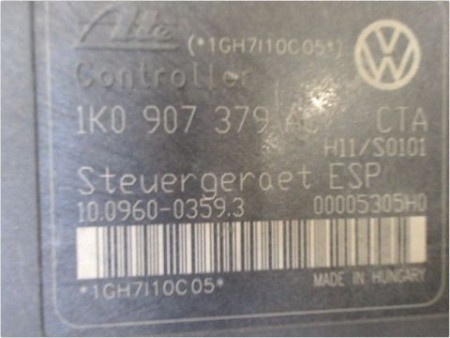 Ate (*1GH7I10C05*)
Controller
1K0 907 379 AC CTA
H11/S0101
Steuergeraet ESP
10.0960-0359.3 00005305H0
*1GH7I10C05* MADE IN HUNGARY